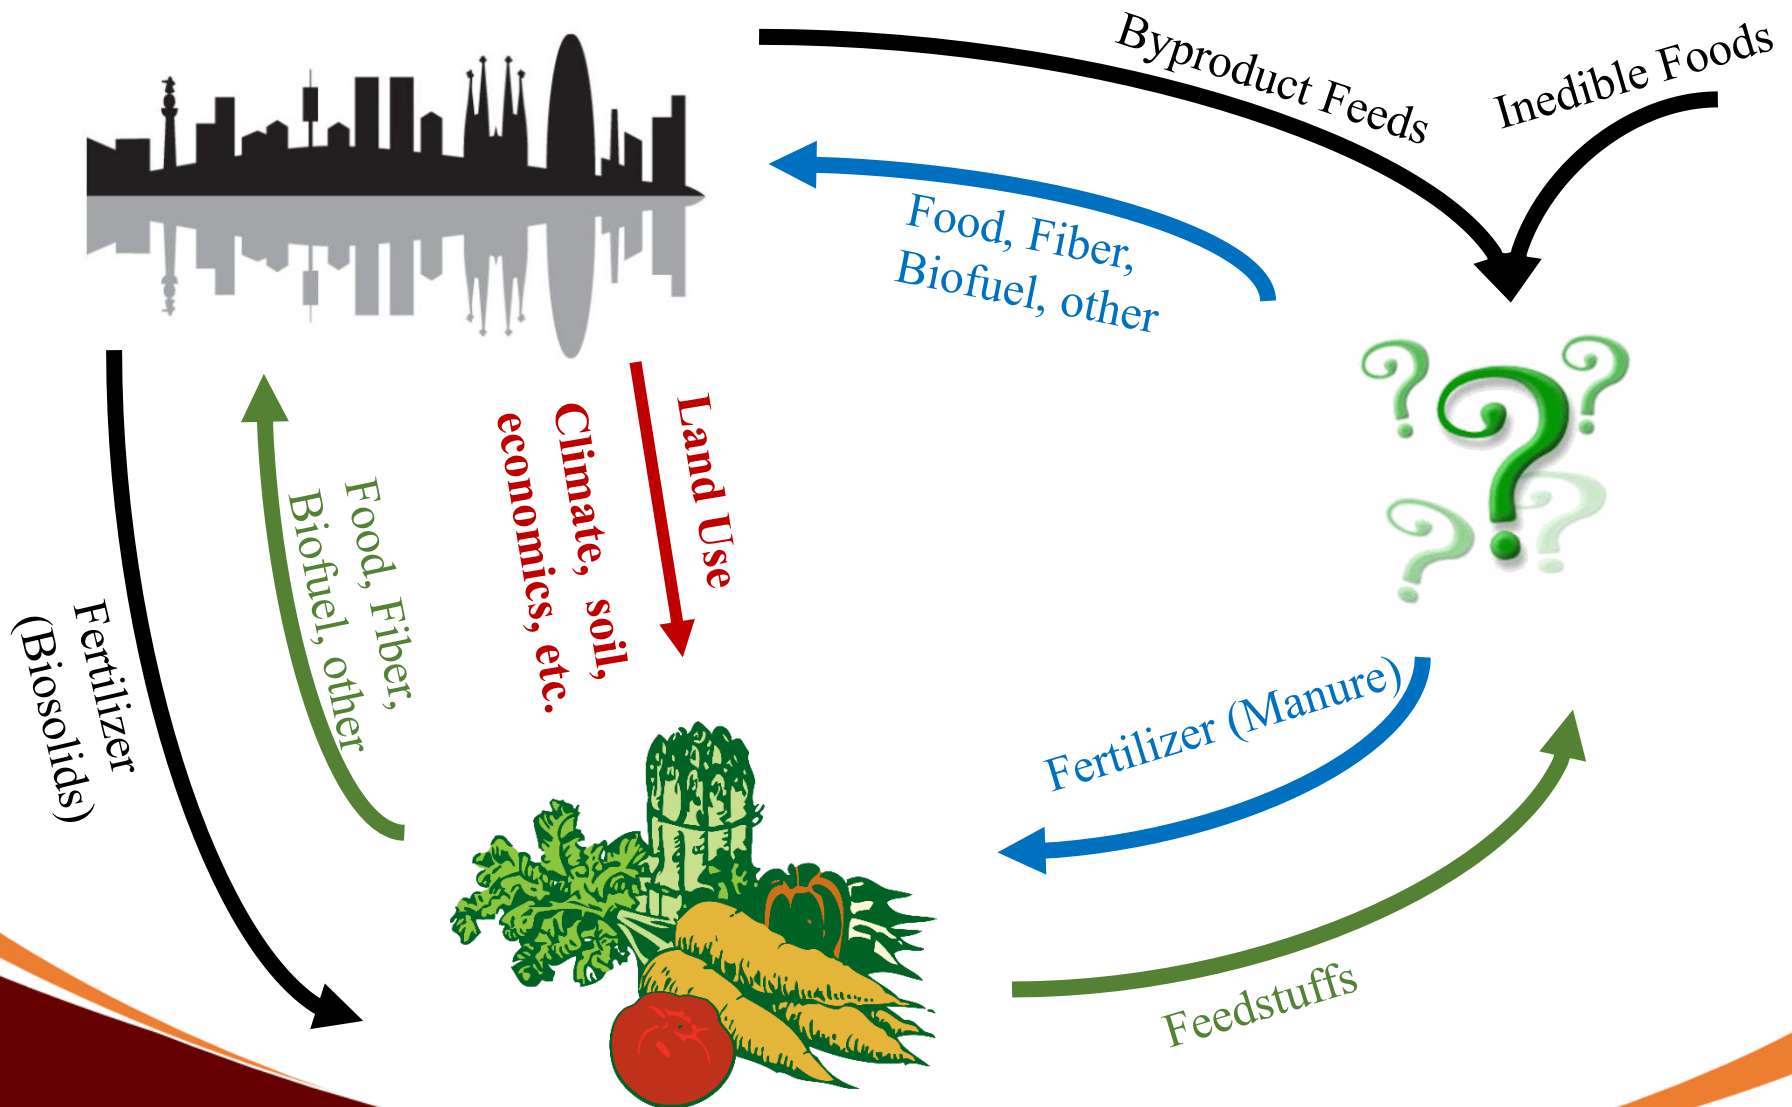 Byproduct Feeds
Inedible Foods
Food, Fiber,
Biofuel, other
Land Use
Climate, soil,
economics, etc.
Food, Fiber,
Biofuel, other
Fertilizer
(Biosolids)
Fertilizer (Manure)
Feedstuffs